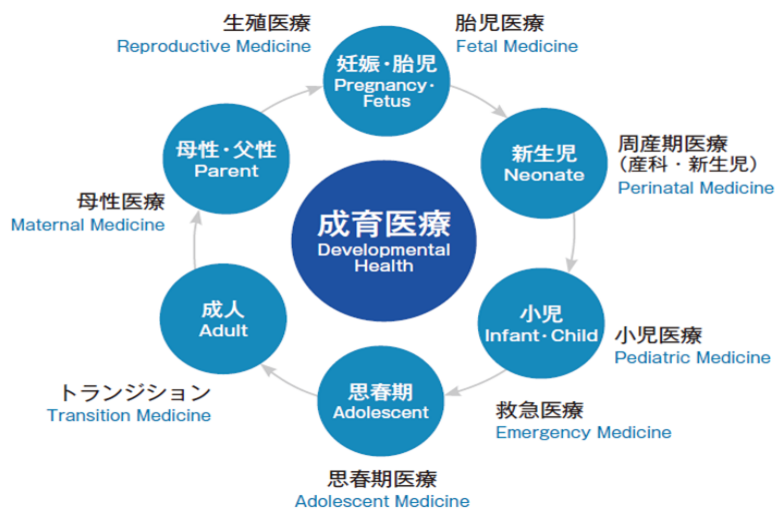 生殖医療
Reproductive Medicine
胎児医療
Fetal Medicine
妊娠・胎児
Pregnancy・
Fetus
母性・父性
Parent
新生児
Neonate
周産期医療
（産科・新生児）
Perinatal Medicine
母性医療
Maternal Medicine
成育医療
Developmental
Health
成人
Adult
小児
Infant・Child
小児医療
Pediatric Medicine
トランジション
Transition Medicine
思春期
Adolescent
救急医療
Emergency Medicine
思春期医療
Adolescent Medicine